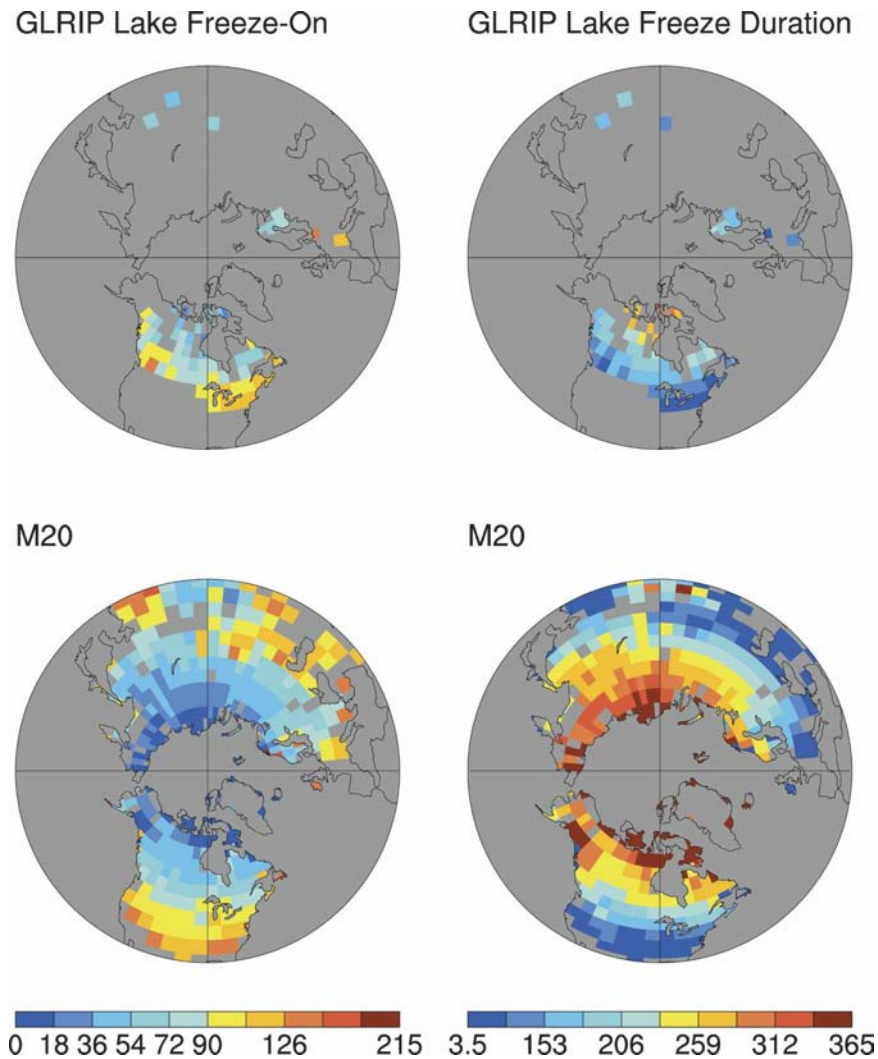 GLRIP Lake Freeze-On
GLRIP Lake Freeze Duration
M20
M20
0 18 36 54 72 90 126 215
3.5 153 206 259 312 365